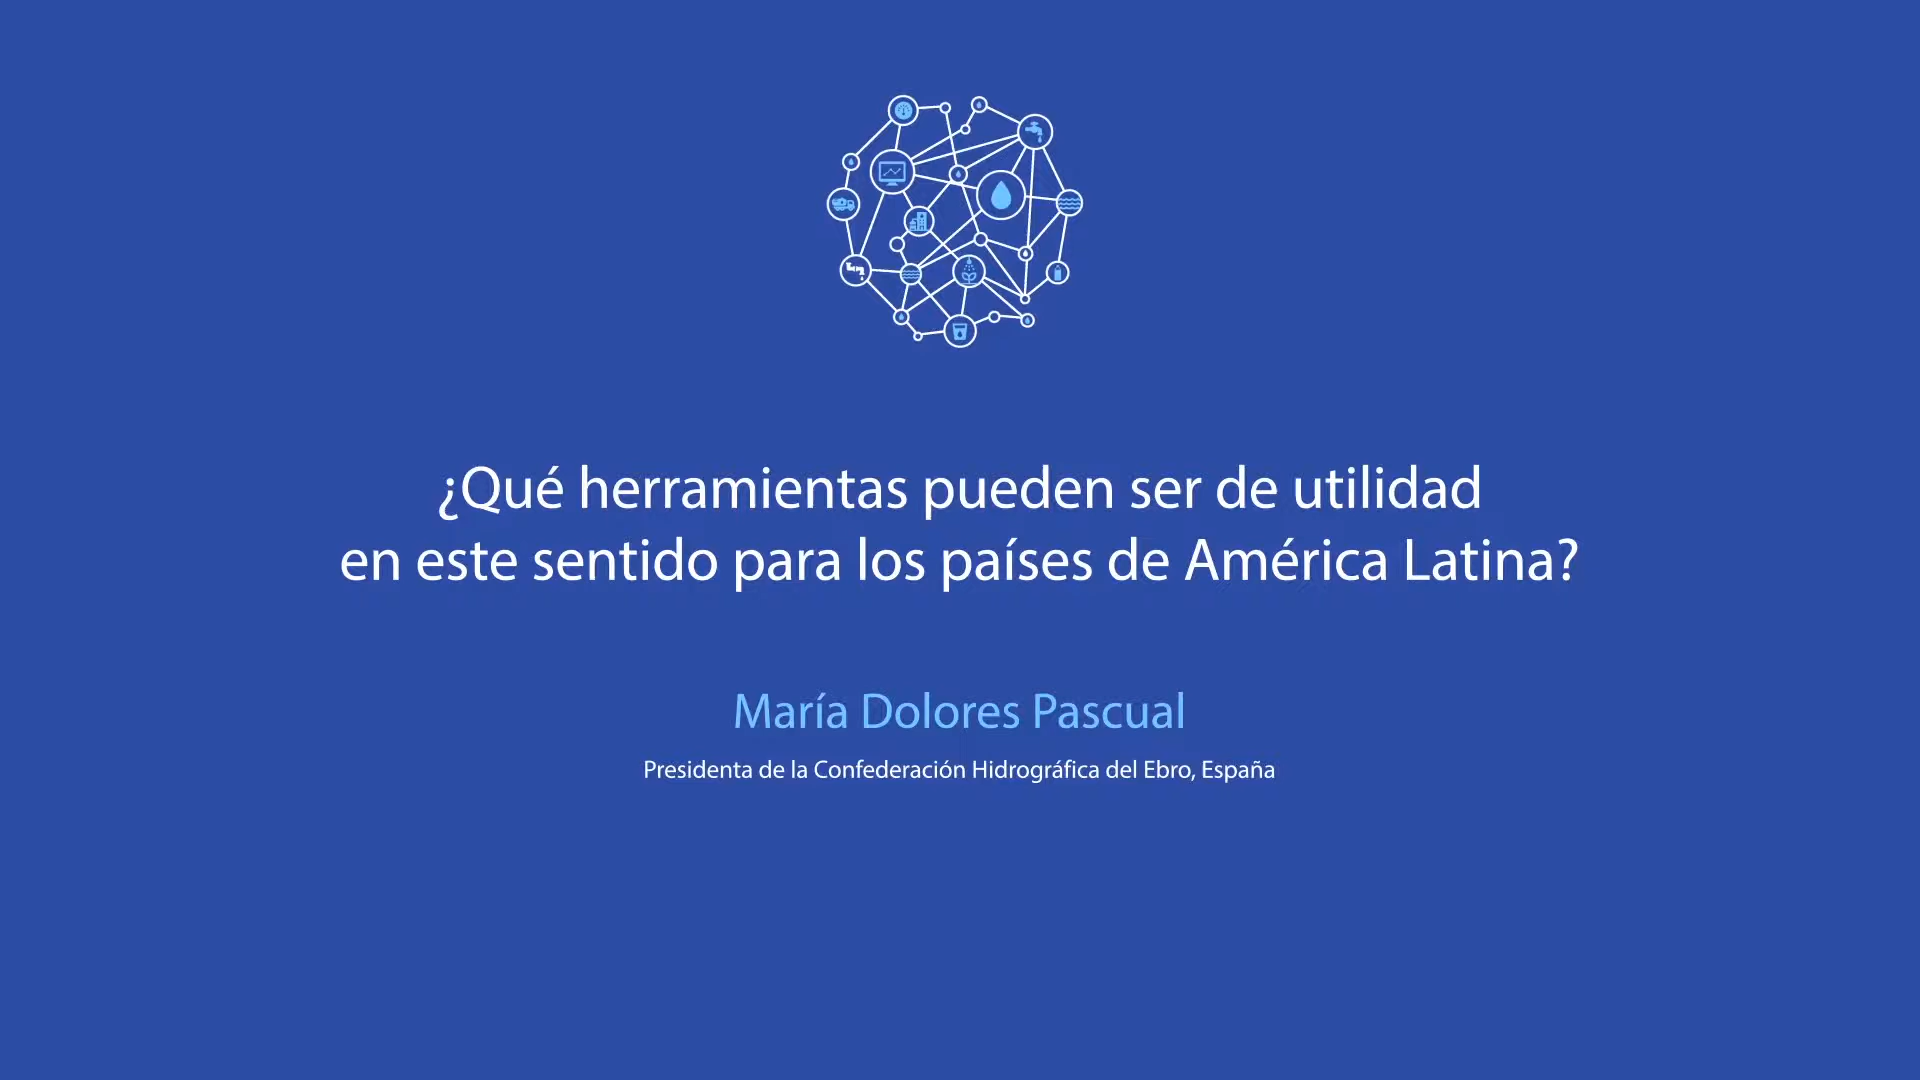 ¿Qué herramientas pueden ser de utilidad
en este sentido para los países de América Latina?
María Dolores Pascual
Presidenta de la Confederación Hidrográfica del Ebro, España